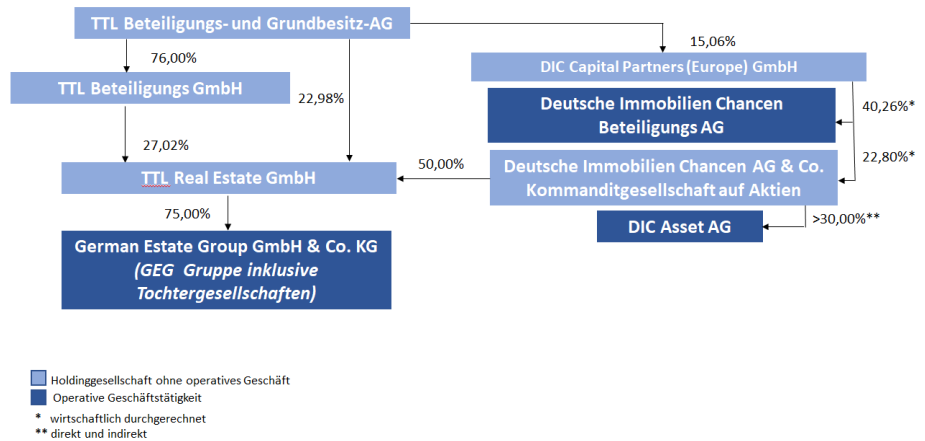 TTL Beteiligungs- und Grundbesitz-AG
76,00%
15,06%
DIC Capital Partners (Europe) GmbH
TTL Beteiligungs GmbH
22,98%
Deutsche Immobilien Chancen
Beteiligungs AG
40,26%*
27,02%
22,80%*
TTL Real Estate GmbH
50,00%
Deutsche Immobilien Chancen AG & Co.
Kommanditgesellschaft auf Aktien
75,00%
>30,00%**
DIC Asset AG
German Estate Group GmbH & Co. KG
(GEG Gruppe inklusive
Tochtergesellschaften)
Holdinggesellschaft ohne operatives Geschäft
Operative Geschäftstätigkeit
* wirtschaftlich durchgerechnet
** direkt und indirekt